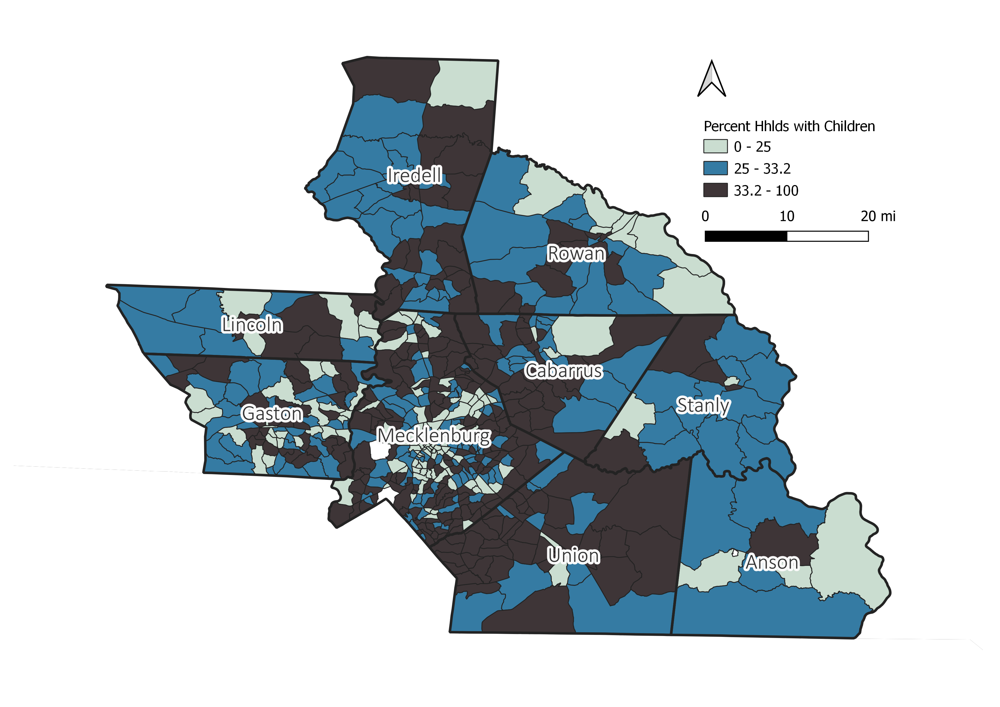 Percent Hhlds with Children
0 - 25
25 - 33.2
33.2 - 100
0 10 20 mi
Iredell
Rowan
Lincoln
Cabarrus
Stanly
Gaston
Mecklenburg
Union
Anson